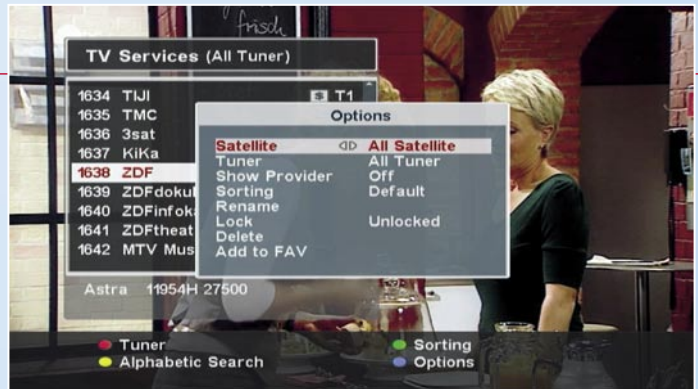 frisch
TV Services (All Tuner)
1634 TIJI $ T1
1635 TMC
1636 3sat
1637 KiKa
1638 ZDF
1639 ZDFdokul
1640 ZDFinfok
1641 ZDFtheat
1642 MTV Mus
Options
Satellite All Satellite
Tuner All Tuner
Show Provider Off
Sorting Default
Rename
Lock Unlocked
Delete
Add to FAV
Astra 11954H 27500
Tuner
Sorting
Alphabetic Search
Options